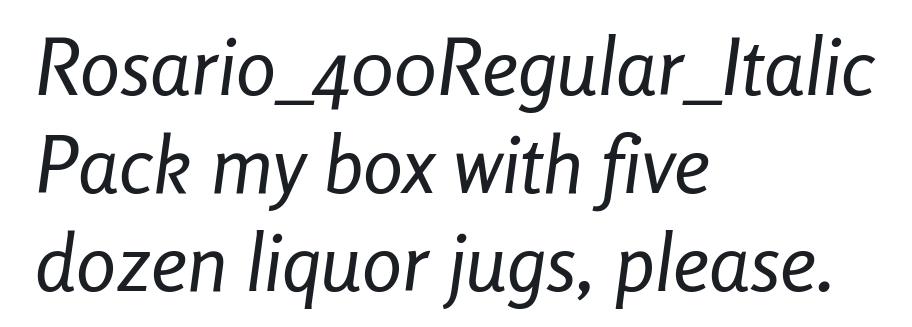 Rosario_400Regular_Italic
Pack my box with five
dozen liquor jugs, please.